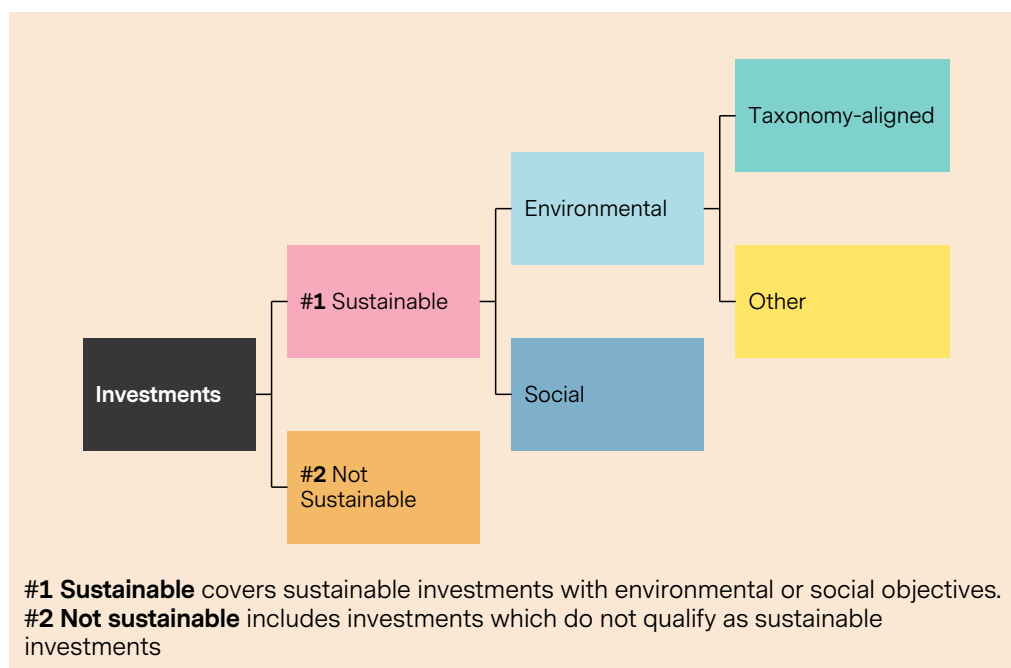 Taxonomy-aligned
Environmental
#1 Sustainable
Other
Investments
Social
#2 Not
Sustainable
#1 Sustainable covers sustainable investments with environmental or social objectives.
#2 Not sustainable includes investments which do not qualify as sustainable
investments